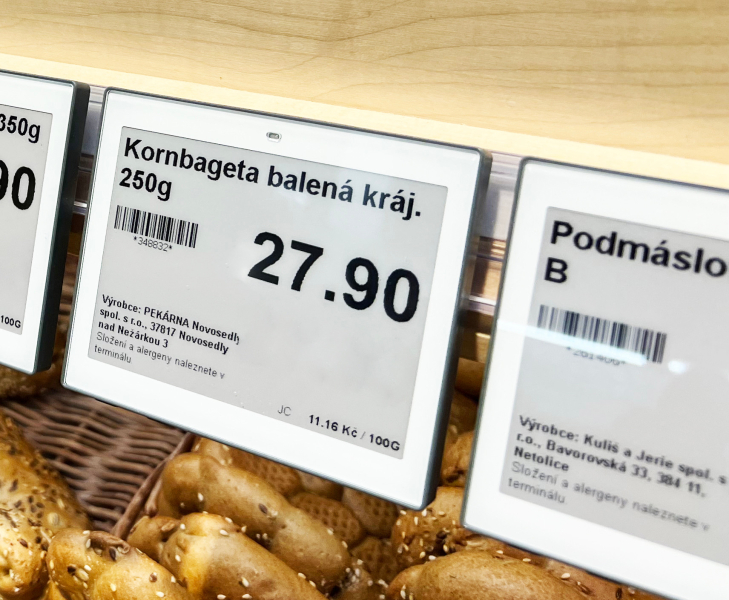 350g
90
100G
Kornbageta balená kráj.
250g
*348832*
27.90
Výrobce: PEKÁRNA Novosedly
spol. s r.o., 37817 Novosedly
nad Nežárkou 3
Složení a alergeny naleznete v
terminálu
JC 11.16 Kč / 100G
Podmáslo
B
Výrobce: Kuliš a Jerie spol. s
r.o., Bavorovská 33, 384 11,
Netolice
Složení a alergeny naleznete v
terminálu